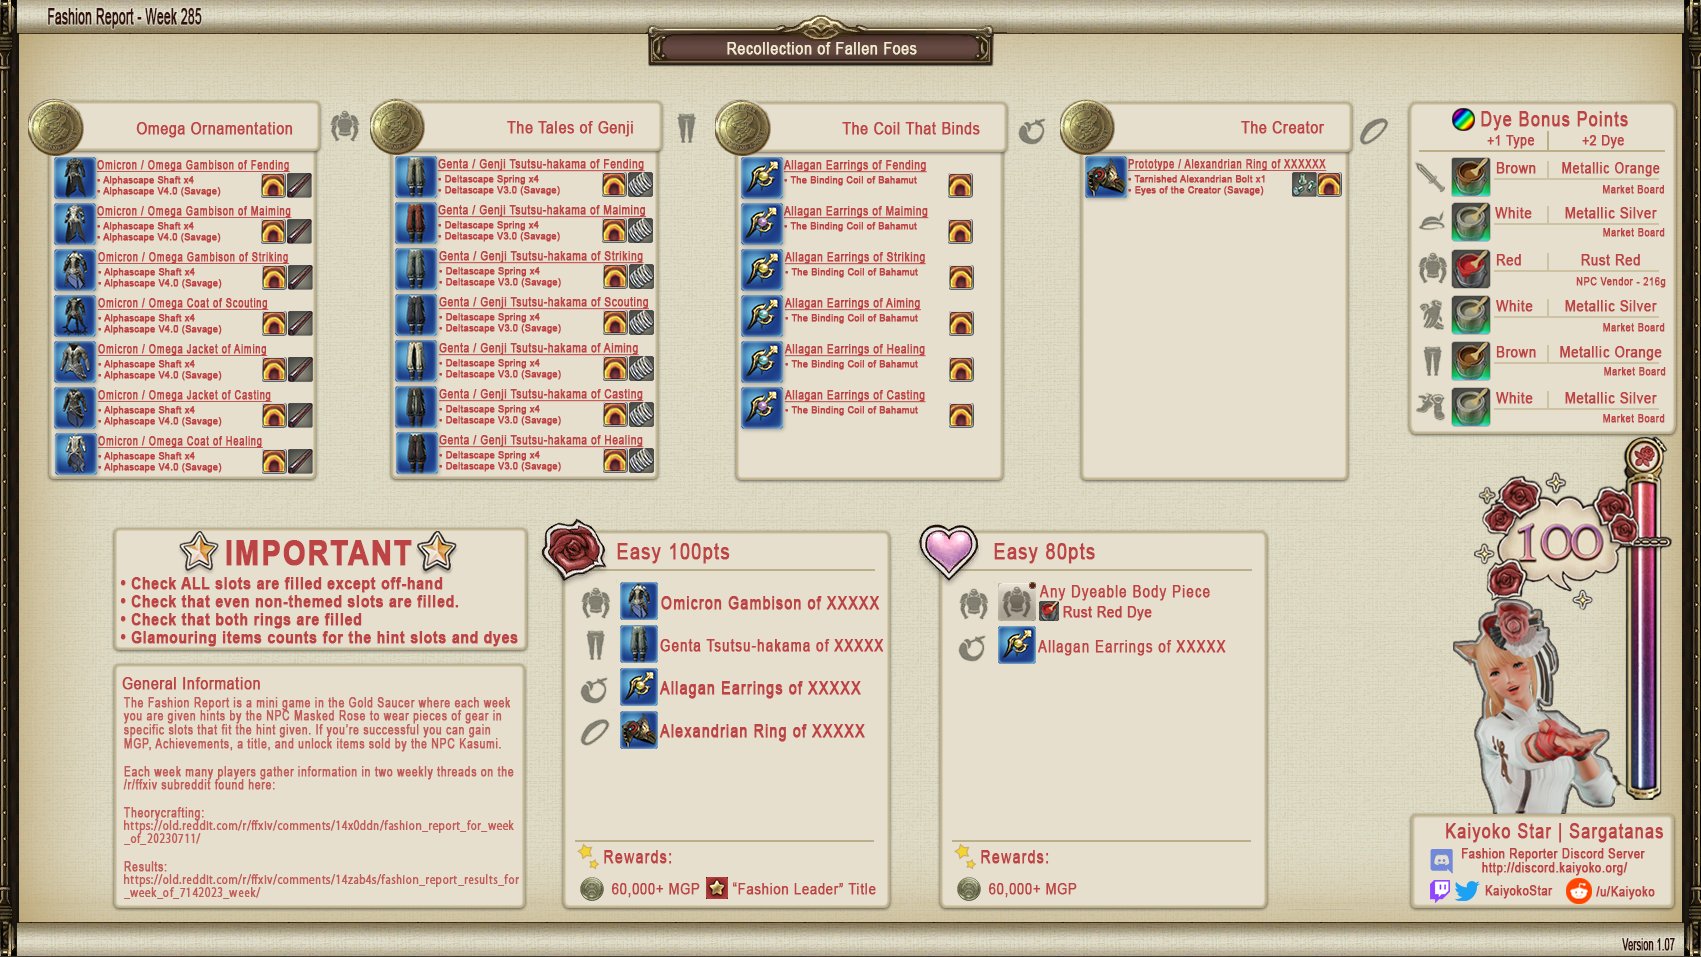 Fashion Report - Week 285
Recollection of Fallen Foes
Omega Ornamentation
Omicron / Omega Gambison of Fending
• Alphascape Shaft x4
• Alphascape V4.0 (Savage)
Omicron / Omega Gambison of Maiming
• Alphascape Shaft x4
• Alphascape V4.0 (Savage)
Omicron / Omega Gambison of Striking
• Alphascape Shaft x4
• Alphascape V4.0 (Savage)
Omicron / Omega Coat of Scouting
• Alphascape Shaft x4
• Alphascape V4.0 (Savage)
Omicron / Omega Jacket of Aiming
• Alphascape Shaft x4
• Alphascape V4.0 (Savage)
Omicron / Omega Jacket of Casting
• Alphascape Shaft x4
• Alphascape V4.0 (Savage)
Omicron / Omega Coat of Healing
• Alphascape Shaft x4
• Alphascape V4.0 (Savage)
The Tales of Genji
Genta / Genji Tsutsu-hakama of Fending
• Deltascape Spring x4
• Deltascape V3.0 (Savage)
Genta / Genji Tsutsu-hakama of Maiming
• Deltascape Spring x4
• Deltascape V3.0 (Savage)
Genta / Genji Tsutsu-hakama of Striking
• Deltascape Spring x4
• Deltascape V3.0 (Savage)
Genta / Genji Tsutsu-hakama of Scouting
• Deltascape Spring x4
• Deltascape V3.0 (Savage)
Genta / Genji Tsutsu-hakama of Aiming
• Deltascape Spring x4
• Deltascape V3.0 (Savage)
Genta / Genji Tsutsu-hakama of Casting
• Deltascape Spring x4
• Deltascape V3.0 (Savage)
Genta / Genji Tsutsu-hakama of Healing
• Deltascape Spring x4
• Deltascape V3.0 (Savage)
The Coil That Binds
Allagan Earrings of Fending
• The Binding Coil of Bahamut
Allagan Earrings of Maiming
• The Binding Coil of Bahamut
Allagan Earrings of Striking
• The Binding Coil of Bahamut
Allagan Earrings of Aiming
• The Binding Coil of Bahamut
Allagan Earrings of Healing
• The Binding Coil of Bahamut
Allagan Earrings of Casting
• The Binding Coil of Bahamut
The Creator
Prototype / Alexandrian Ring of XXXXXX
• Tarnished Alexandrian Bolt x1
• Eyes of the Creator (Savage)
Dye Bonus Points
+1 Type | +2 Dye
Brown | Metallic Orange
Market Board
White | Metallic Silver
Market Board
Red | Rust Red
NPC Vendor - 216g
White | Metallic Silver
Market Board
Brown | Metallic Orange
Market Board
White | Metallic Silver
Market Board
100
IMPORTANT
• Check ALL slots are filled except off-hand
• Check that even non-themed slots are filled.
• Check that both rings are filled
• Glamouring items counts for the hint slots and dyes
General Information
The Fashion Report is a mini game in the Gold Saucer where each week
you are given hints by the NPC Masked Rose to wear pieces of gear in
specific slots that fit the hint given. If you're successful you can gain
MGP, Achievements, a title, and unlock items sold by the NPC Kasumi.
Each week many players gather information in two weekly threads on the
/r/ffxiv subreddit found here:
Theorycrafting:
https://old.reddit.com/r/ffxiv/comments/14x0ddn/fashion_report_for_week
_of_20230711/
Results:
https://old.reddit.com/r/ffxiv/comments/14zab4s/fashion_report_results_for
_week_of_7142023_week/
Easy 100pts
Omicron Gambison of XXXXX
Genta Tsutsu-hakama of XXXXX
Allagan Earrings of XXXXX
Alexandrian Ring of XXXXX
Rewards:
60,000+ MGP "Fashion Leader" Title
Easy 80pts
Any Dyeable Body Piece
Rust Red Dye
Allagan Earrings of XXXXX
Rewards:
60,000+ MGP
Kaiyoko Star | Sargatanas
Fashion Reporter Discord Server
http://discord.kaiyoko.org/
KaiyokoStar
/u/Kaiyoko
Version 1.07